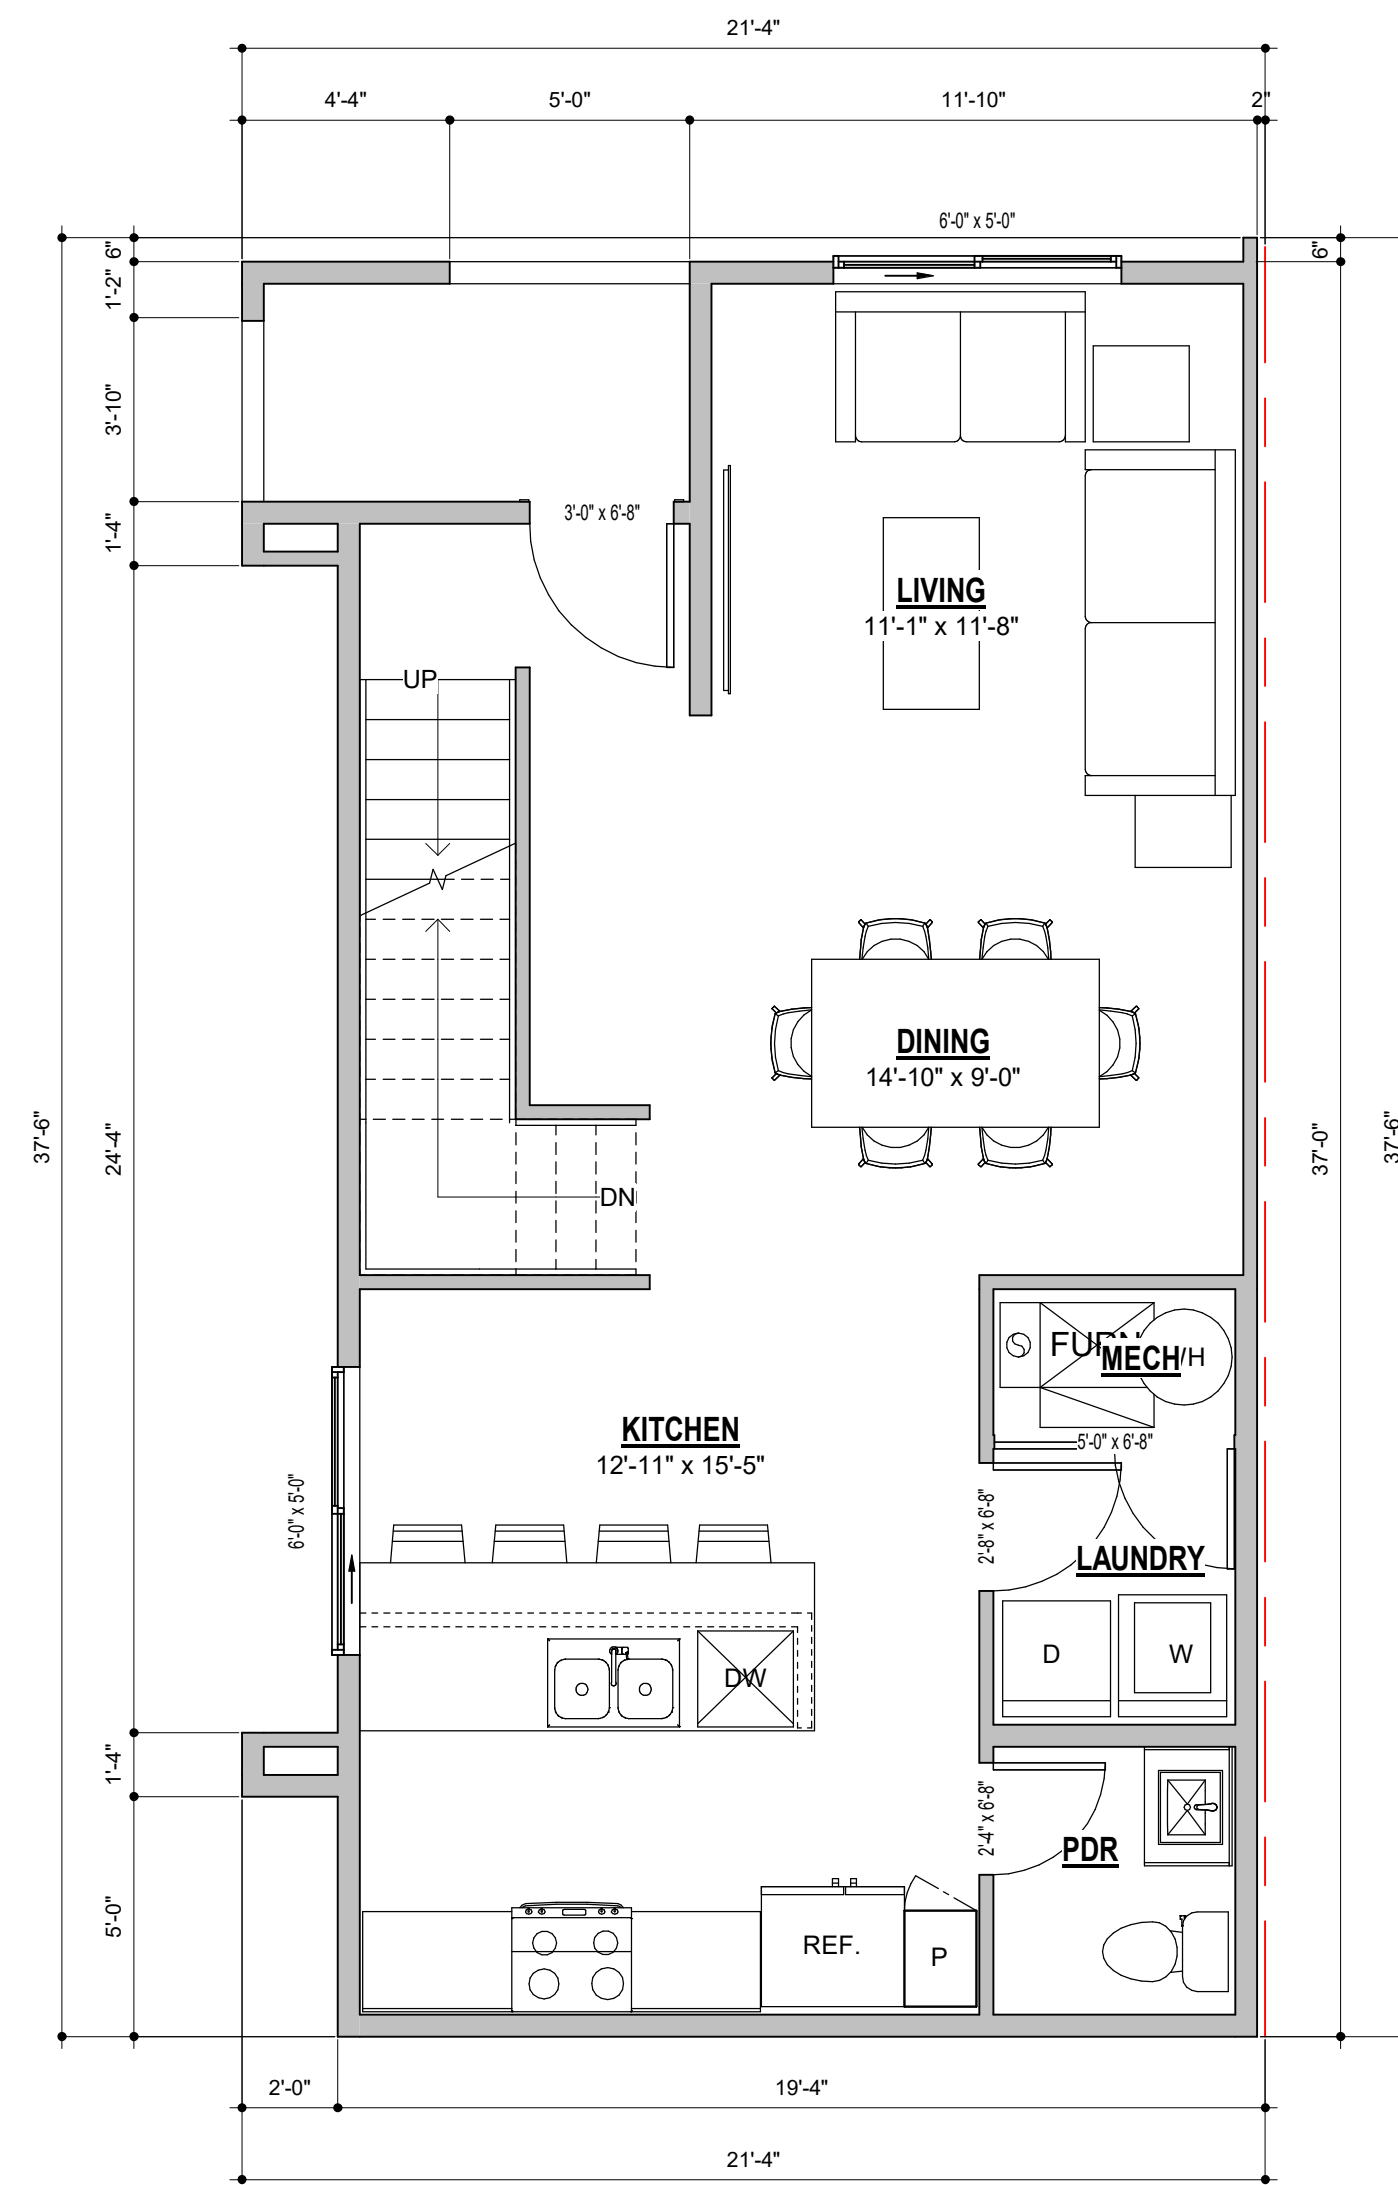 21'-4"
4'-4"
5'-0"
11'-10"
2"
6'-0" x 5'-0"
6"
6"
1'-2"
3'-10"
1'-4"
3'-0" x 6'-8"
LIVING
11'-1" x 11'-8"
UP
DINING
14'-10" x 9'-0"
37'-6"
24'-4"
37'-0"
37'-6"
DN
FURN
MECH
5'-0" x 6'-8"
KITCHEN
12'-11" x 15'-5"
6'-0" x 5'-0"
2'-8" x 6'-8"
LAUNDRY
D
W
DW
1'-4"
2'-4" x 6'-8"
PDR
5'-0"
REF.
P
2'-0"
19'-4"
21'-4"